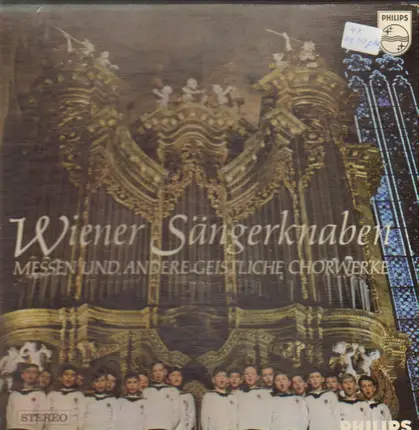 PHILIPS
Wiener Sängerknaben
MESSEN UND ANDERE GEISTLICHE CHORWERKE
STEREO
PHILIPS